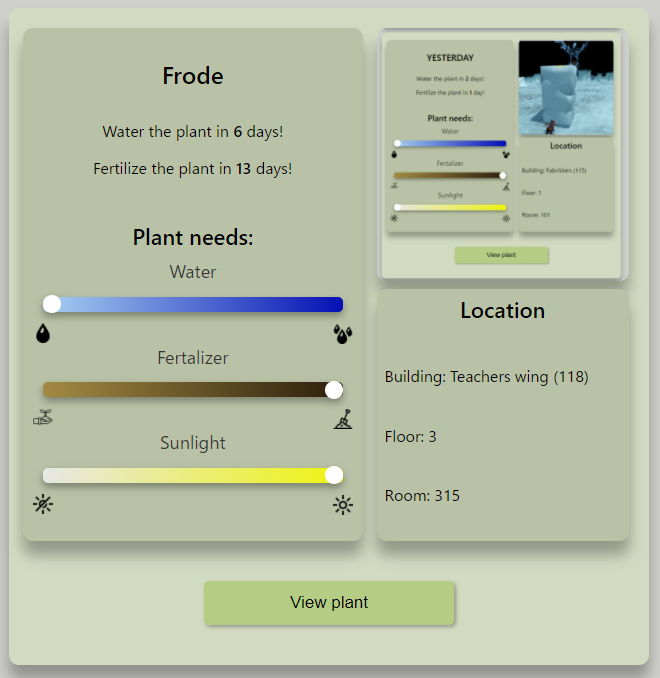 Frode
Water the plant in 6 days!
Fertilize the plant in 13 days!
Plant needs:
Water
Fertalizer
Sunlight
YESTERDAY
Water the plant in 2 days!
Fertilize the plant in 1 day!
Plant needs:
Water
Fertalizer
Sunlight
Location
Building: Fabrikken (115)
Floor: 1
Room: 101
View plant
Location
Building: Teachers wing (118)
Floor: 3
Room: 315
View plant